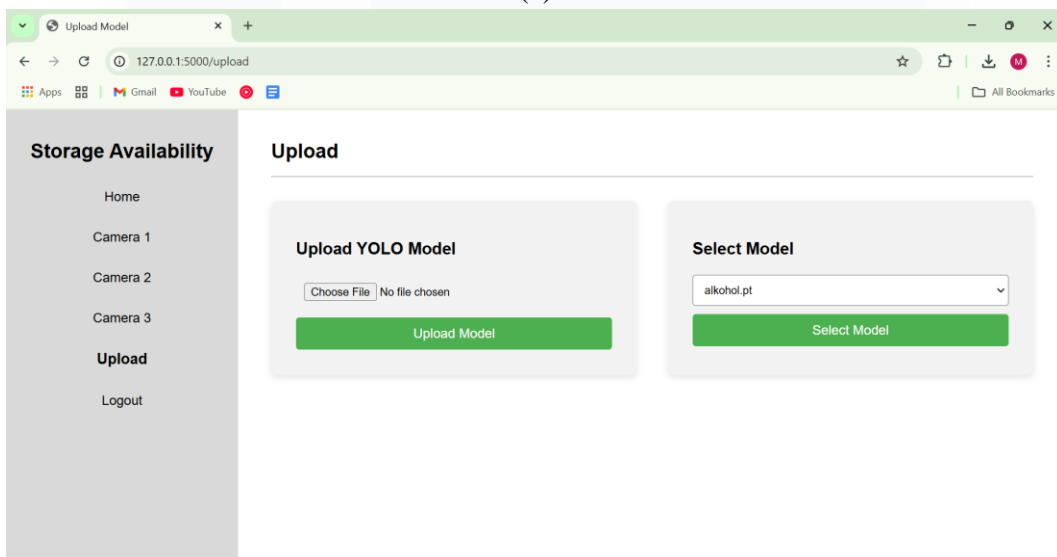 Upload Model
127.0.0.1:5000/upload
M
Apps
Gmail
YouTube
All Bookmarks
Storage Availability
Home
Camera 1
Camera 2
Camera 3
Upload
Logout
Upload
Upload YOLO Model
Choose File No file chosen
Upload Model
Select Model
alkohol.pt
Select Model